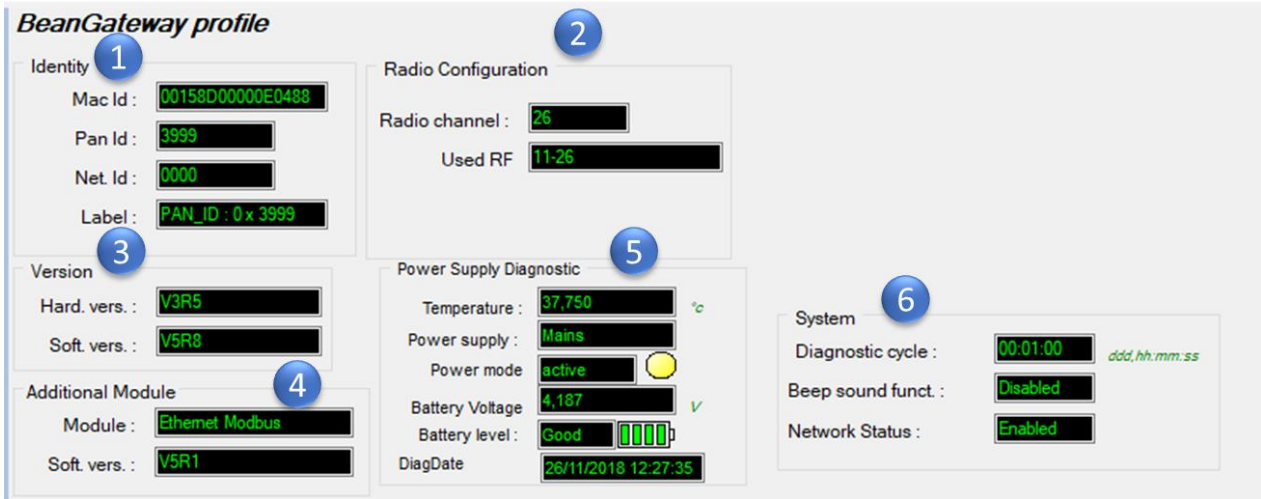 BeanGateway profile
1
Identity
Mac Id : 00158D00000E0488
Pan Id : 3999
Net. Id : 0000
Label : PAN_ID : 0 x 3999
2
Radio Configuration
Radio channel : 26
Used RF 11-26
3
Version
Hard. vers. : V3R5
Soft. vers. : V5R8
4
Additional Module
Module : Ethernet Modbus
Soft. vers. : V5R1
5
Power Supply Diagnostic
Temperature : 37,750 °c
Power supply : Mains
Power mode active
Battery Voltage 4,187 V
Battery level : Good
DiagDate 26/11/2018 12:27:35
6
System
Diagnostic cycle : 00:01:00 ddd,hh:mm:ss
Beep sound funct. : Disabled
Network Status : Enabled